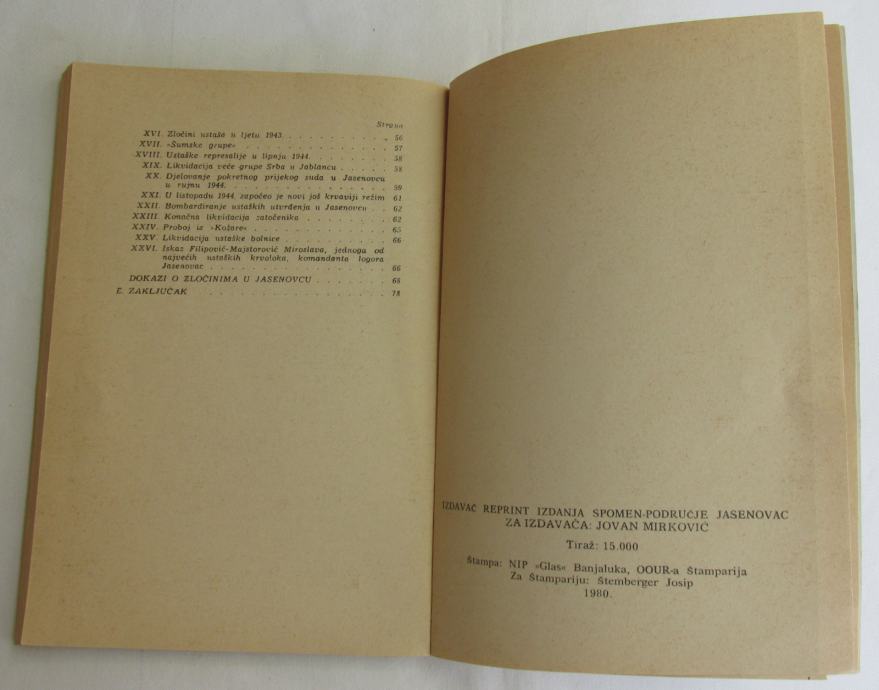 Strana
XVI. Zločini ustaša u ljetu 1943. . . . . . . . . . 56
XVII. »Šumske grupe« . . . . . . . . . . . . 57
XVIII. Ustaške represalije u lipnju 1944. . . . . . . . 58
XIX. Likvidacija veće grupe Srba u Jablancu . . . . . 58
XX. Djelovanje pokretnog prijekog suda u Jasenovcu
u rujnu 1944. . . . . . . . . . . . . . 59
XXI. U listopadu 1944. započeo je novi još krvaviji režim 61
XXII. Bombardiranje ustaških utvrđenja u Jasenovcu . . 62
XXIII. Konačna likvidacija zatočenika . . . . . . . . 62
XXIV. Proboj iz »Kožare« . . . . . . . . . . . 65
XXV. Likvidacija ustaške bolnice . . . . . . . . . 66
XXVI. Iskaz Filipović-Majstorović Miroslava, jednoga od
najvećih ustaških krvoloka, komandanta logora
Jasenovac . . . . . . . . . . . . . . 66
DOKAZI O ZLOČINIMA U JASENOVCU . . . . . . 68
E. ZAKLJUČAK . . . . . . . . . . . . . . 78
IZDAVAČ REPRINT IZDANJA SPOMEN-PODRUČJE JASENOVAC
ZA IZDAVAČA: JOVAN MIRKOVIĆ
Tiraž: 15.000
Štampa: NIP »Glas« Banjaluka, OOUR-a Štamparija
Za Štampariju: Štemberger Josip
1980.